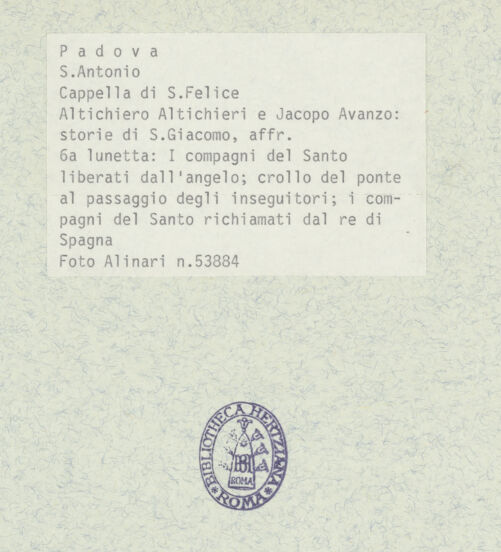 P a d o v a
S.Antonio
Cappella di S.Felice
Altichiero Altichieri e Jacopo Avanzo:
storie di S.Giacomo, affr.
6a lunetta: I compagni del Santo
liberati dall'angelo; crollo del ponte
al passaggio degli inseguitori; i com-
pagni del Santo richiamati dal re di
Spagna
Foto Alinari n.53884
BIBLIOTHECA HERTZIANA
BH
ROMA
* ROMA *